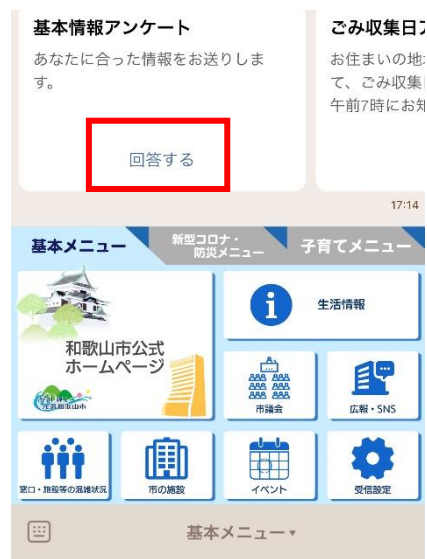 基本情報アンケート
あなたに合った情報をお送りしま
す。
回答する
ごみ収集日ア
お住まいの地
て、ごみ収集
午前7時にお知
17:14
基本メニュー
新型コロナ・
防災メニュー
子育てメニュー
和歌山市公式
ホームページ
生活情報
市議会
広報・SNS
窓口・施設等の混雑状況
市の施設
イベント
受信設定
基本メニュー▾